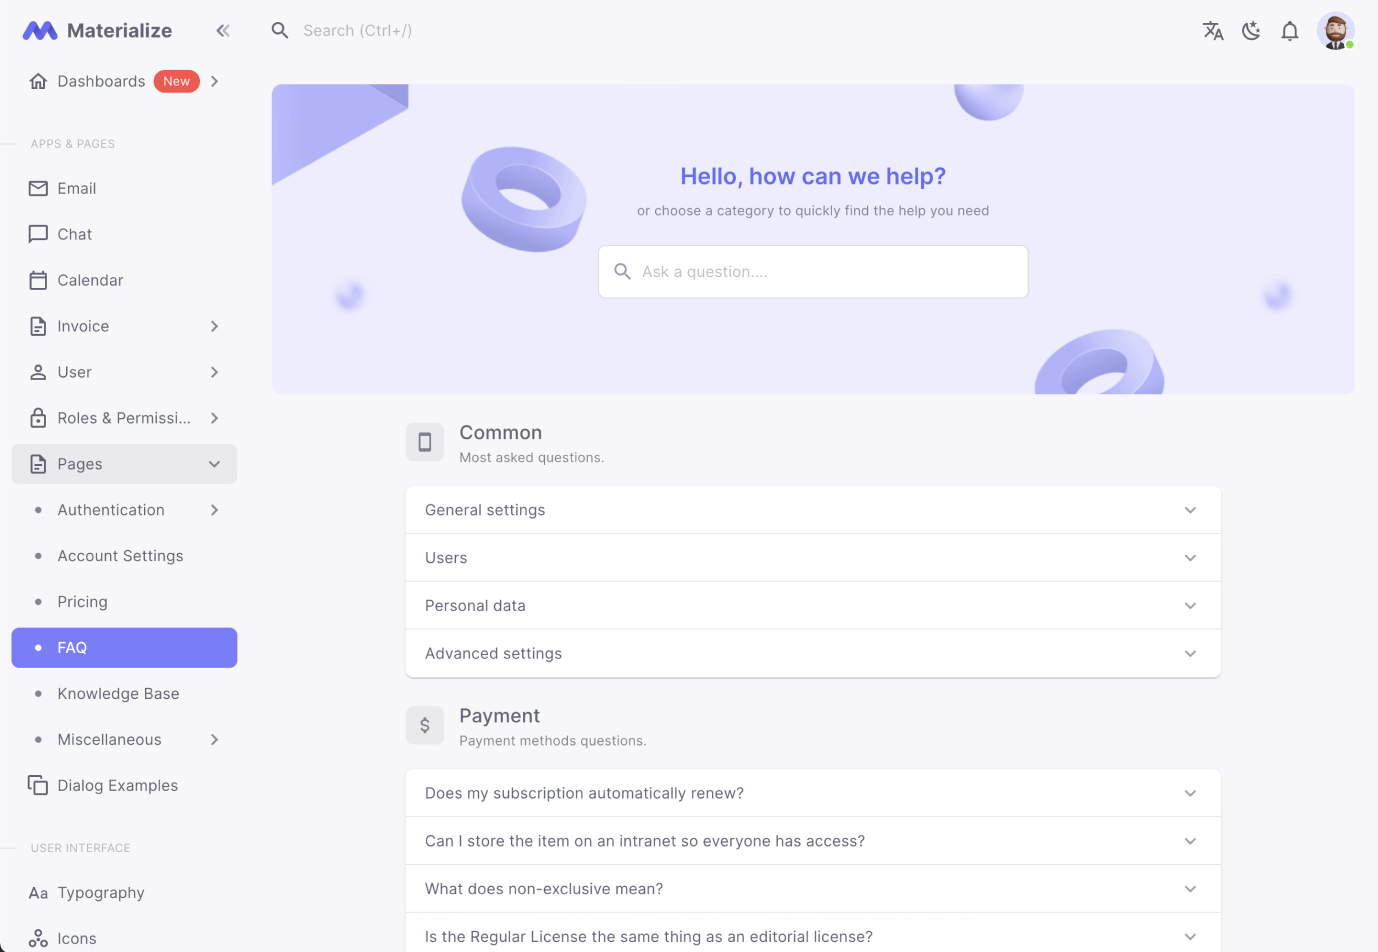 Materialize
Search (Ctrl+/)
Dashboards New
APPS & PAGES
Email
Chat
Calendar
Invoice
User
Roles & Permissi...
Pages
Authentication
Account Settings
Pricing
FAQ
Knowledge Base
Miscellaneous
Dialog Examples
USER INTERFACE
Aa Typography
Icons
Hello, how can we help?
or choose a category to quickly find the help you need
Ask a question....
Common
Most asked questions.
General settings
Users
Personal data
Advanced settings
$ Payment
Payment methods questions.
Does my subscription automatically renew?
Can I store the item on an intranet so everyone has access?
What does non-exclusive mean?
Is the Regular License the same thing as an editorial license?